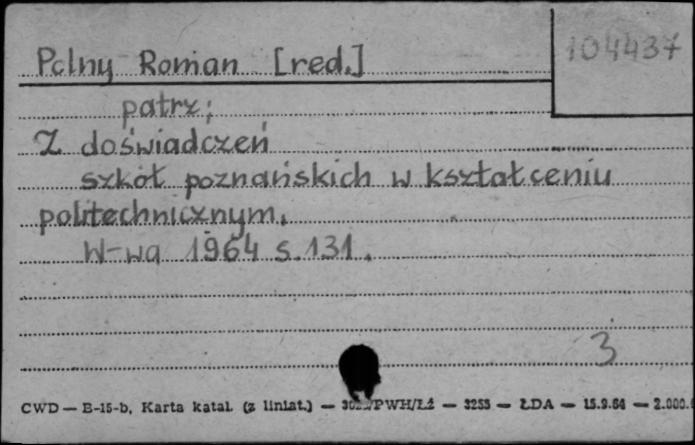 Polny Roman [red.]
104437
patrz;
Z doświadczeń
szkół poznańskich w kształceniu
politechnicznym.
W-wa 1964 s. 131.
3
CWD — B-15-b. Karta katal. (z liniat.) — /PWH/ŁŻ — 3253 — ŁDA — 15.9.64 — 2.000.